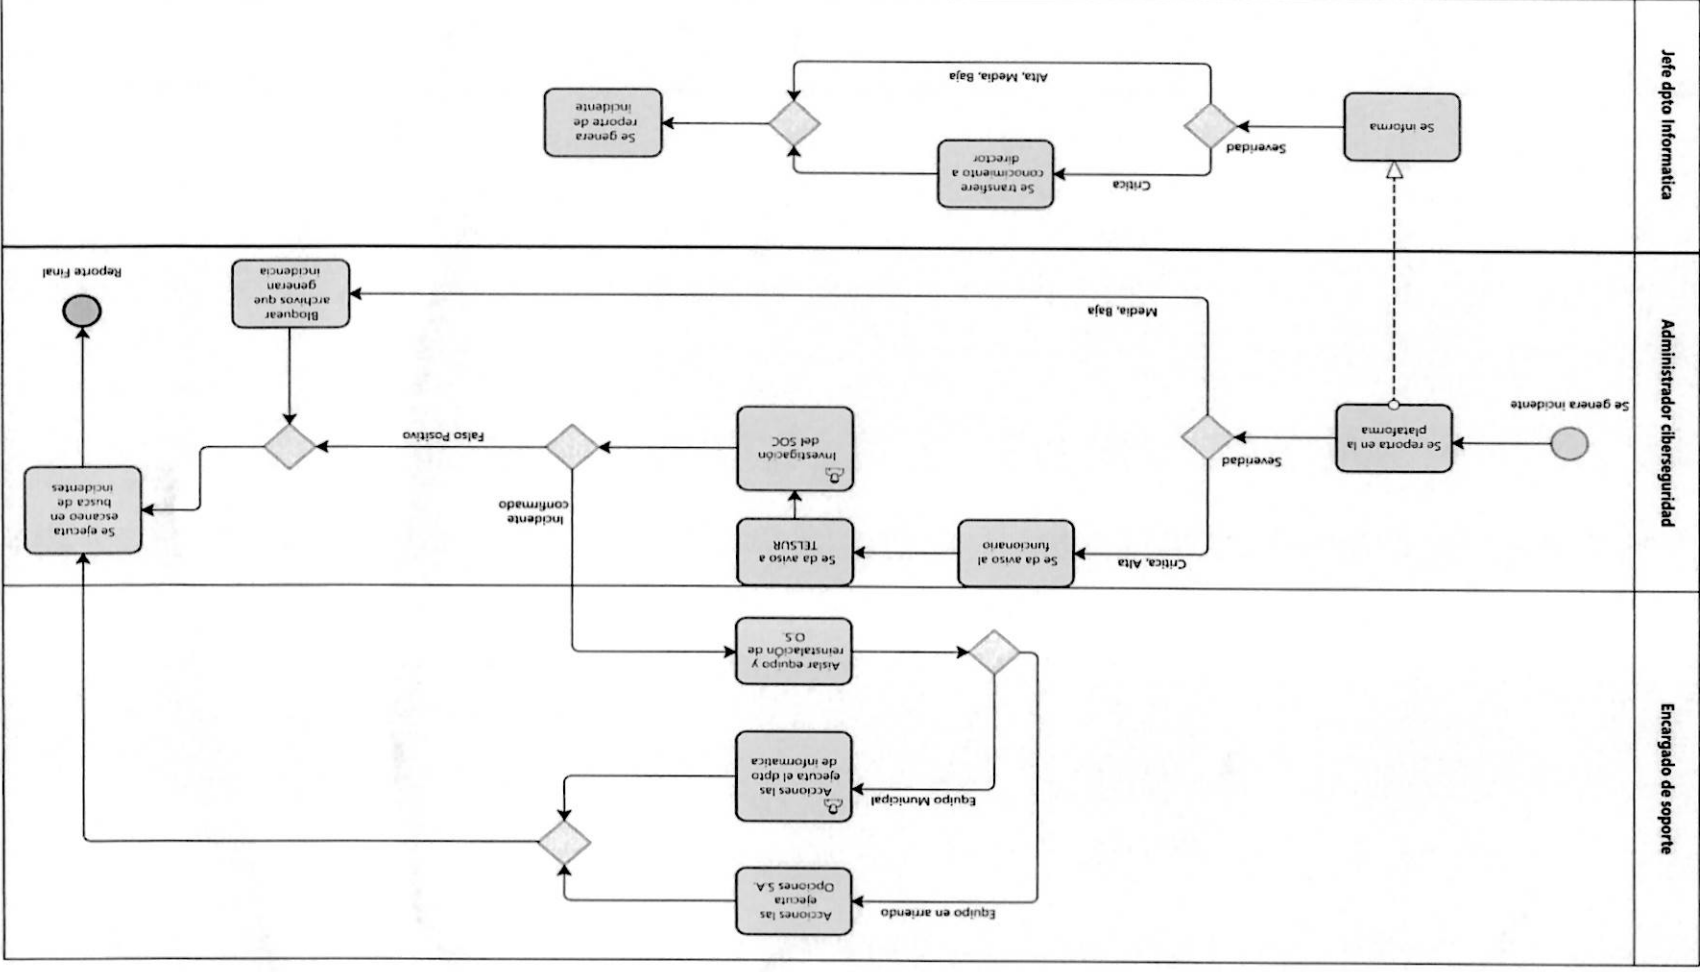 Encargado de soporte
Equipo en arriendo
Acciones las
ejecuta
Opciones S.A.
Equipo Municipal
Acciones las
ejecuta el dpto
de informatica
Aislar equipo y
reinstalación de
O.S.
Administrador ciberseguridad
Se genera incidente
Se reporta en la
plataforma
Severidad
Critica, Alta
Se da aviso al
funcionario
Se da aviso a
TELSUR
Investigación
del SOC
Incidente
confirmado
Falso Positivo
Media, Baja
Bloquear
archivos que
generan
incidencia
Se ejecuta
escaneo en
busca de
incidentes
Reporte Final
Jefe dpto Informatica
Se informa
Severidad
Critica
Se transfiere
conocimiento a
director
Alta, Media, Baja
Se genera
reporte de
incidente